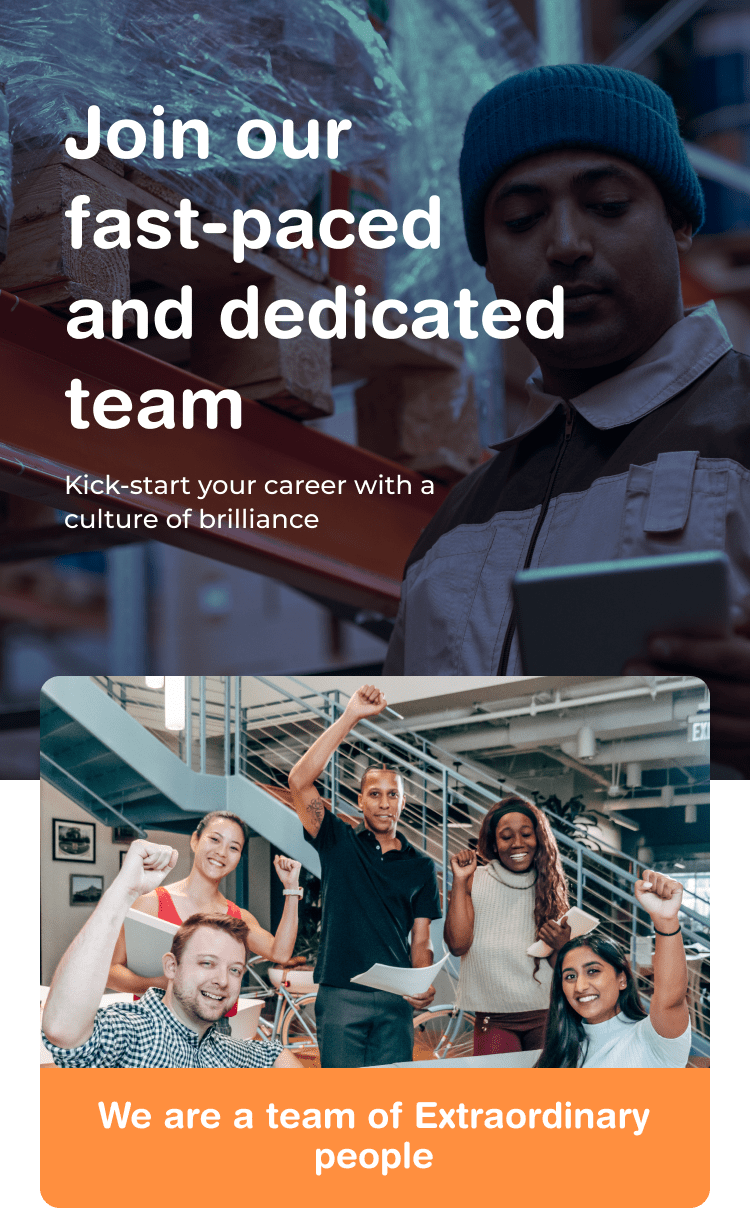 Join our
fast-paced
and dedicated
team
Kick-start your career with a
culture of brilliance
We are a team of Extraordinary
people